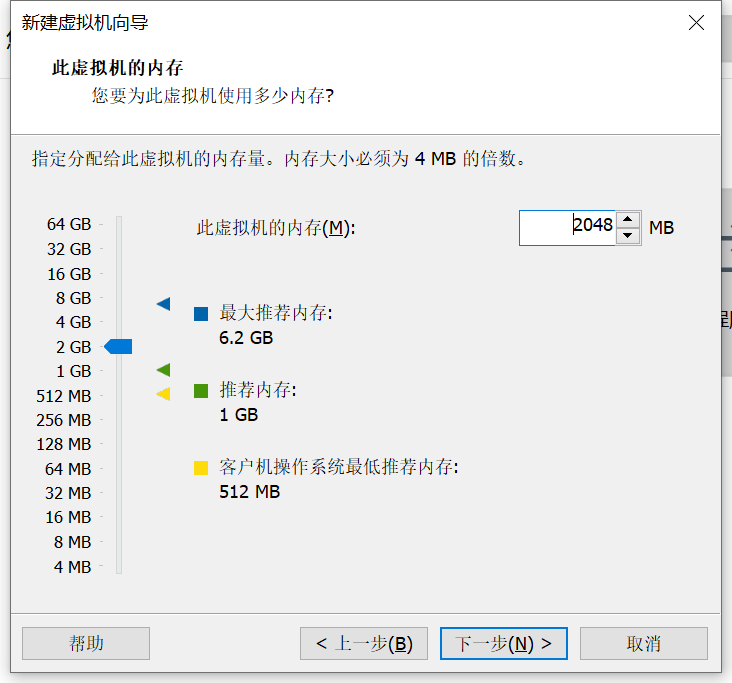 新建虚拟机向导
此虚拟机的内存
您要为此虚拟机使用多少内存?
指定分配给此虚拟机的内存量。内存大小必须为 4 MB 的倍数。
64 GB
32 GB
16 GB
8 GB
4 GB
2 GB
1 GB
512 MB
256 MB
128 MB
64 MB
32 MB
16 MB
8 MB
4 MB
此虚拟机的内存(M): 2048 MB
最大推荐内存:
6.2 GB
推荐内存:
1 GB
客户机操作系统最低推荐内存:
512 MB
帮助 < 上一步(B) 下一步(N) > 取消